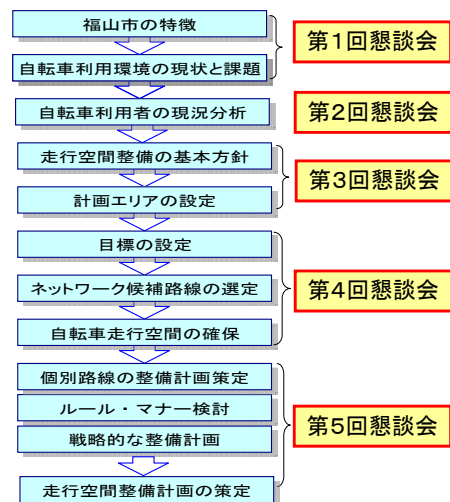 福山市の特徴
第1回懇談会
自転車利用環境の現状と課題
自転車利用者の現況分析
第2回懇談会
走行空間整備の基本方針
第3回懇談会
計画エリアの設定
目標の設定
ネットワーク候補路線の選定
第4回懇談会
自転車走行空間の確保
個別路線の整備計画策定
ルール・マナー検討
第5回懇談会
戦略的な整備計画
走行空間整備計画の策定